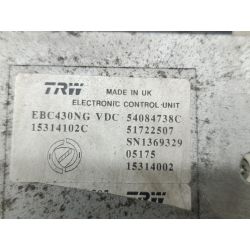 TRW
MADE IN UK
ELECTRONIC CONTROL UNIT
EBC430NG VDC 54084738C
15314102C 51722507
SN1369329
05175
15314002
TRW